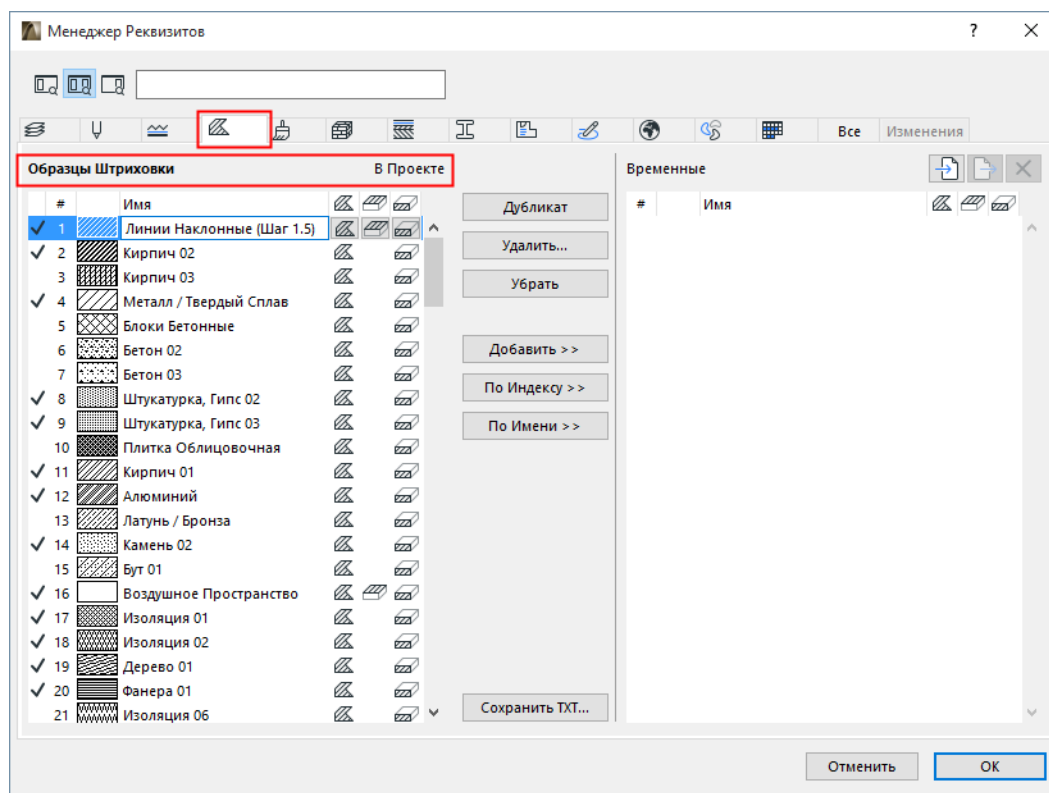 Менеджер Реквизитов
?
Все
Изменения
Образцы Штриховки В Проекте
Временные
# Имя
# Имя
1 Линии Наклонные (Шаг 1.5)
2 Кирпич 02
3 Кирпич 03
4 Металл / Твердый Сплав
5 Блоки Бетонные
6 Бетон 02
7 Бетон 03
8 Штукатурка, Гипс 02
9 Штукатурка, Гипс 03
10 Плитка Облицовочная
11 Кирпич 01
12 Алюминий
13 Латунь / Бронза
14 Камень 02
15 Бут 01
16 Воздушное Пространство
17 Изоляция 01
18 Изоляция 02
19 Дерево 01
20 Фанера 01
21 Изоляция 06
Дубликат
Удалить...
Убрать
Добавить >>
По Индексу >>
По Имени >>
Сохранить TXT...
Отменить
OK